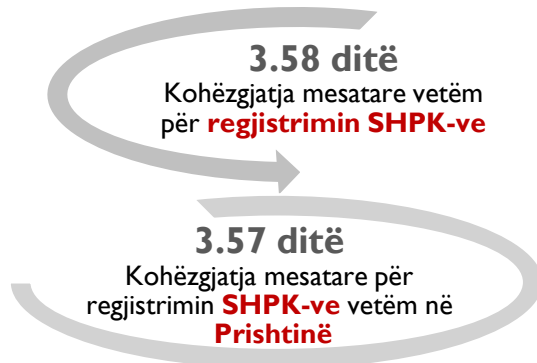 3.58 ditë
Kohëzgjatja mesatare vetëm
për regjistrimin SHPK-ve
3.57 ditë
Kohëzgjatja mesatare për
regjistrimin SHPK-ve vetëm në
Prishtinë